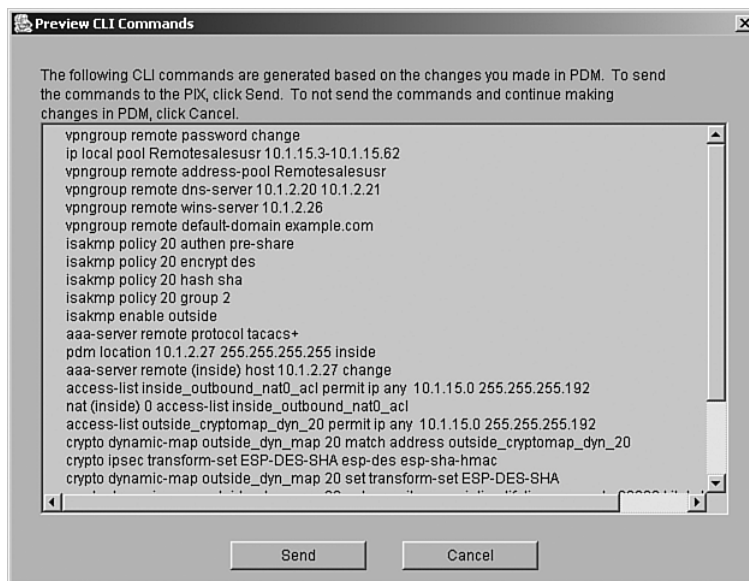 Preview CLI Commands
The following CLI commands are generated based on the changes you made in PDM. To send
the commands to the PIX, click Send. To not send the commands and continue making
changes in PDM, click Cancel.
vpngroup remote password change
ip local pool Remotesalesusr 10.1.15.3-10.1.15.62
vpngroup remote address-pool Remotesalesusr
vpngroup remote dns-server 10.1.2.20 10.1.2.21
vpngroup remote wins-server 10.1.2.26
vpngroup remote default-domain example.com
isakmp policy 20 authen pre-share
isakmp policy 20 encrypt des
isakmp policy 20 hash sha
isakmp policy 20 group 2
isakmp enable outside
aaa-server remote protocol tacacs+
pdm location 10.1.2.27 255.255.255.255 inside
aaa-server remote (inside) host 10.1.2.27 change
access-list inside_outbound_nat0_acl permit ip any 10.1.15.0 255.255.255.192
nat (inside) 0 access-list inside_outbound_nat0_acl
access-list outside_cryptomap_dyn_20 permit ip any 10.1.15.0 255.255.255.192
crypto dynamic-map outside_dyn_map 20 match address outside_cryptomap_dyn_20
crypto ipsec transform-set ESP-DES-SHA esp-des esp-sha-hmac
crypto dynamic-map outside_dyn_map 20 set transform-set ESP-DES-SHA
Send
Cancel